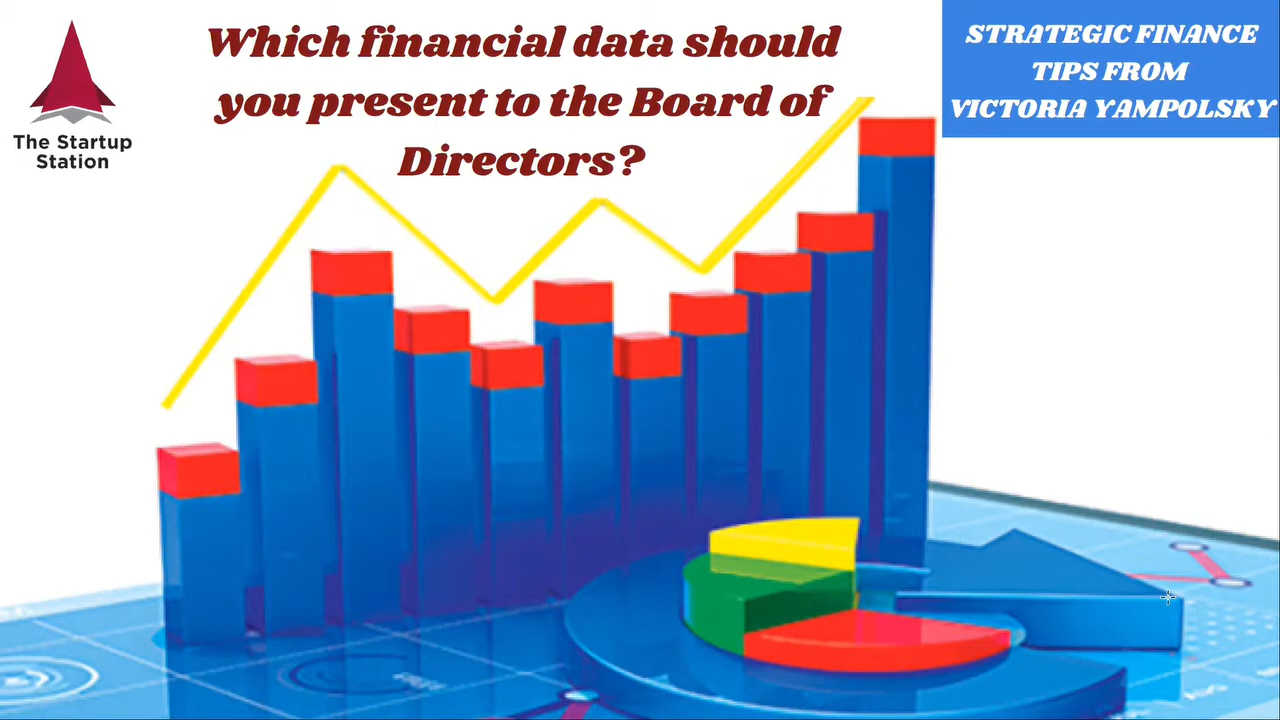 Which financial data should
you present to the Board of
Directors?
STRATEGIC FINANCE
TIPS FROM
VICTORIA YAMPOLSKY
The Startup
Station